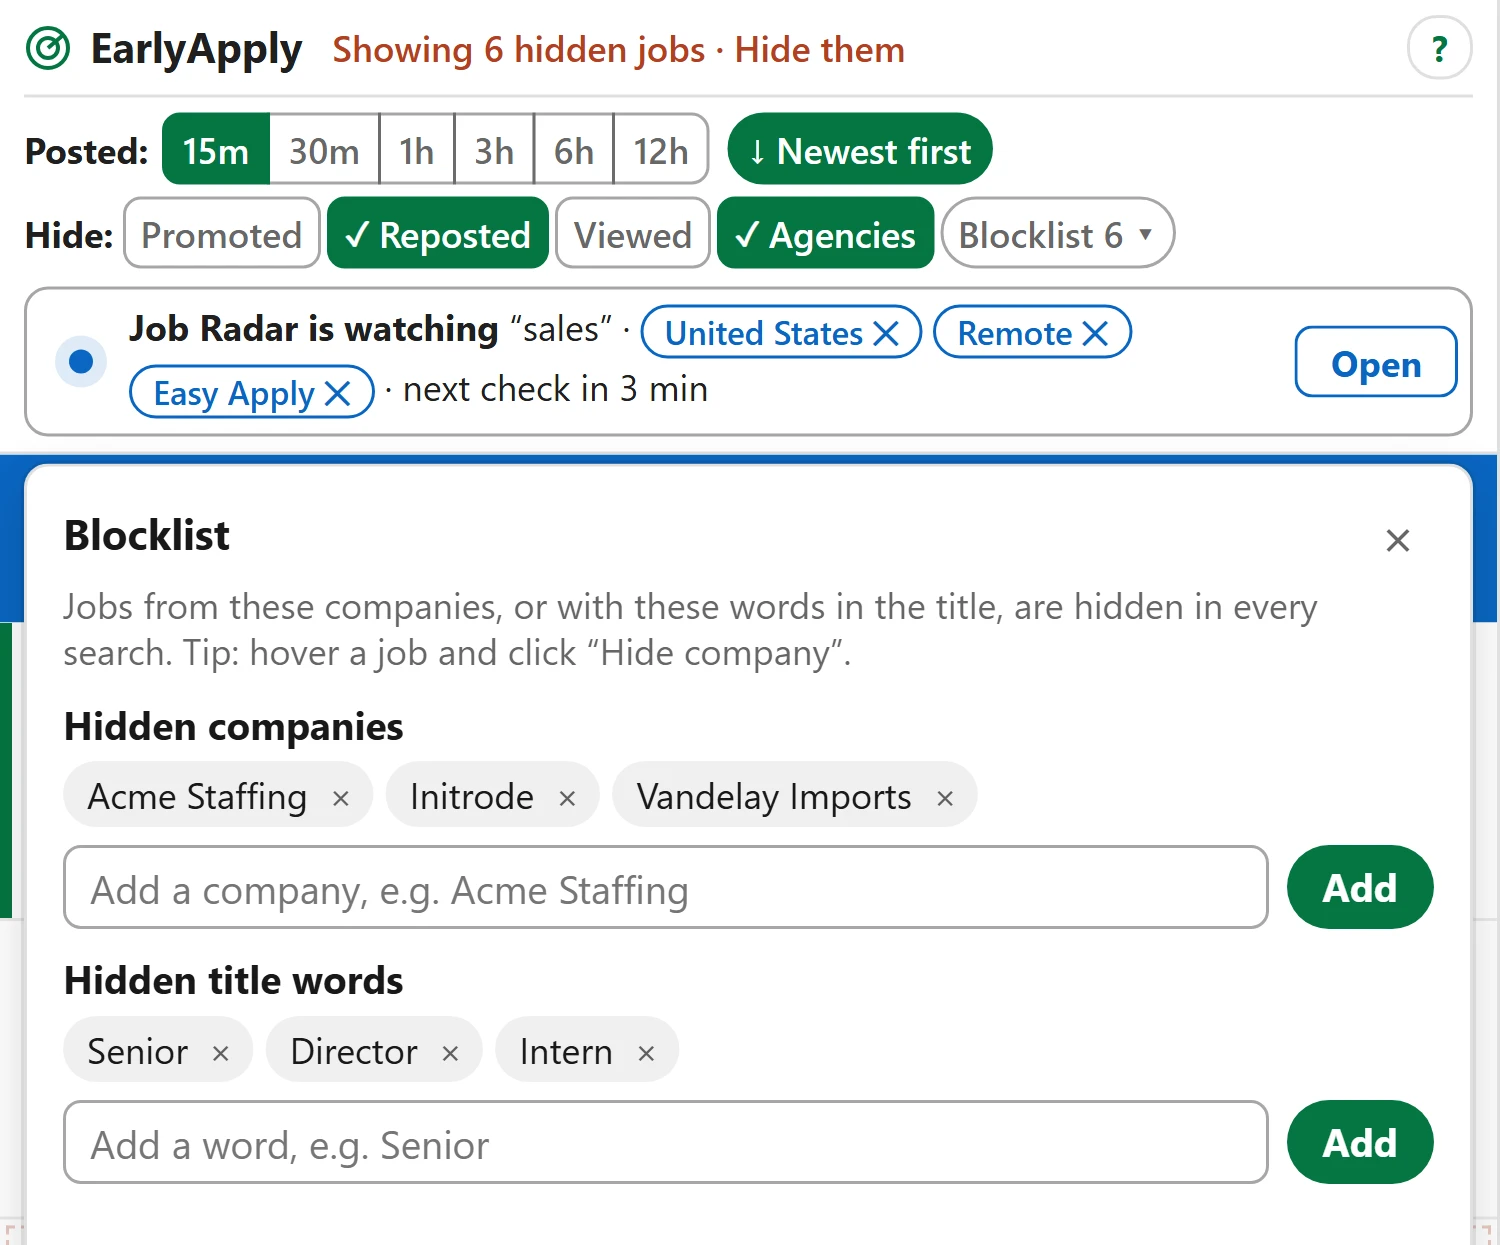 EarlyApply Showing 6 hidden jobs · Hide them ?
Posted: 15m 30m 1h 3h 6h 12h ↓ Newest first
Hide: Promoted ✓ Reposted Viewed ✓ Agencies Blocklist 6 ▼
Job Radar is watching “sales” · United States × Remote ×
Easy Apply × · next check in 3 min
Open
Blocklist ×
Jobs from these companies, or with these words in the title, are hidden in every
search. Tip: hover a job and click “Hide company”.
Hidden companies
Acme Staffing × Initrode × Vandelay Imports ×
Add a company, e.g. Acme Staffing Add
Hidden title words
Senior × Director × Intern ×
Add a word, e.g. Senior Add